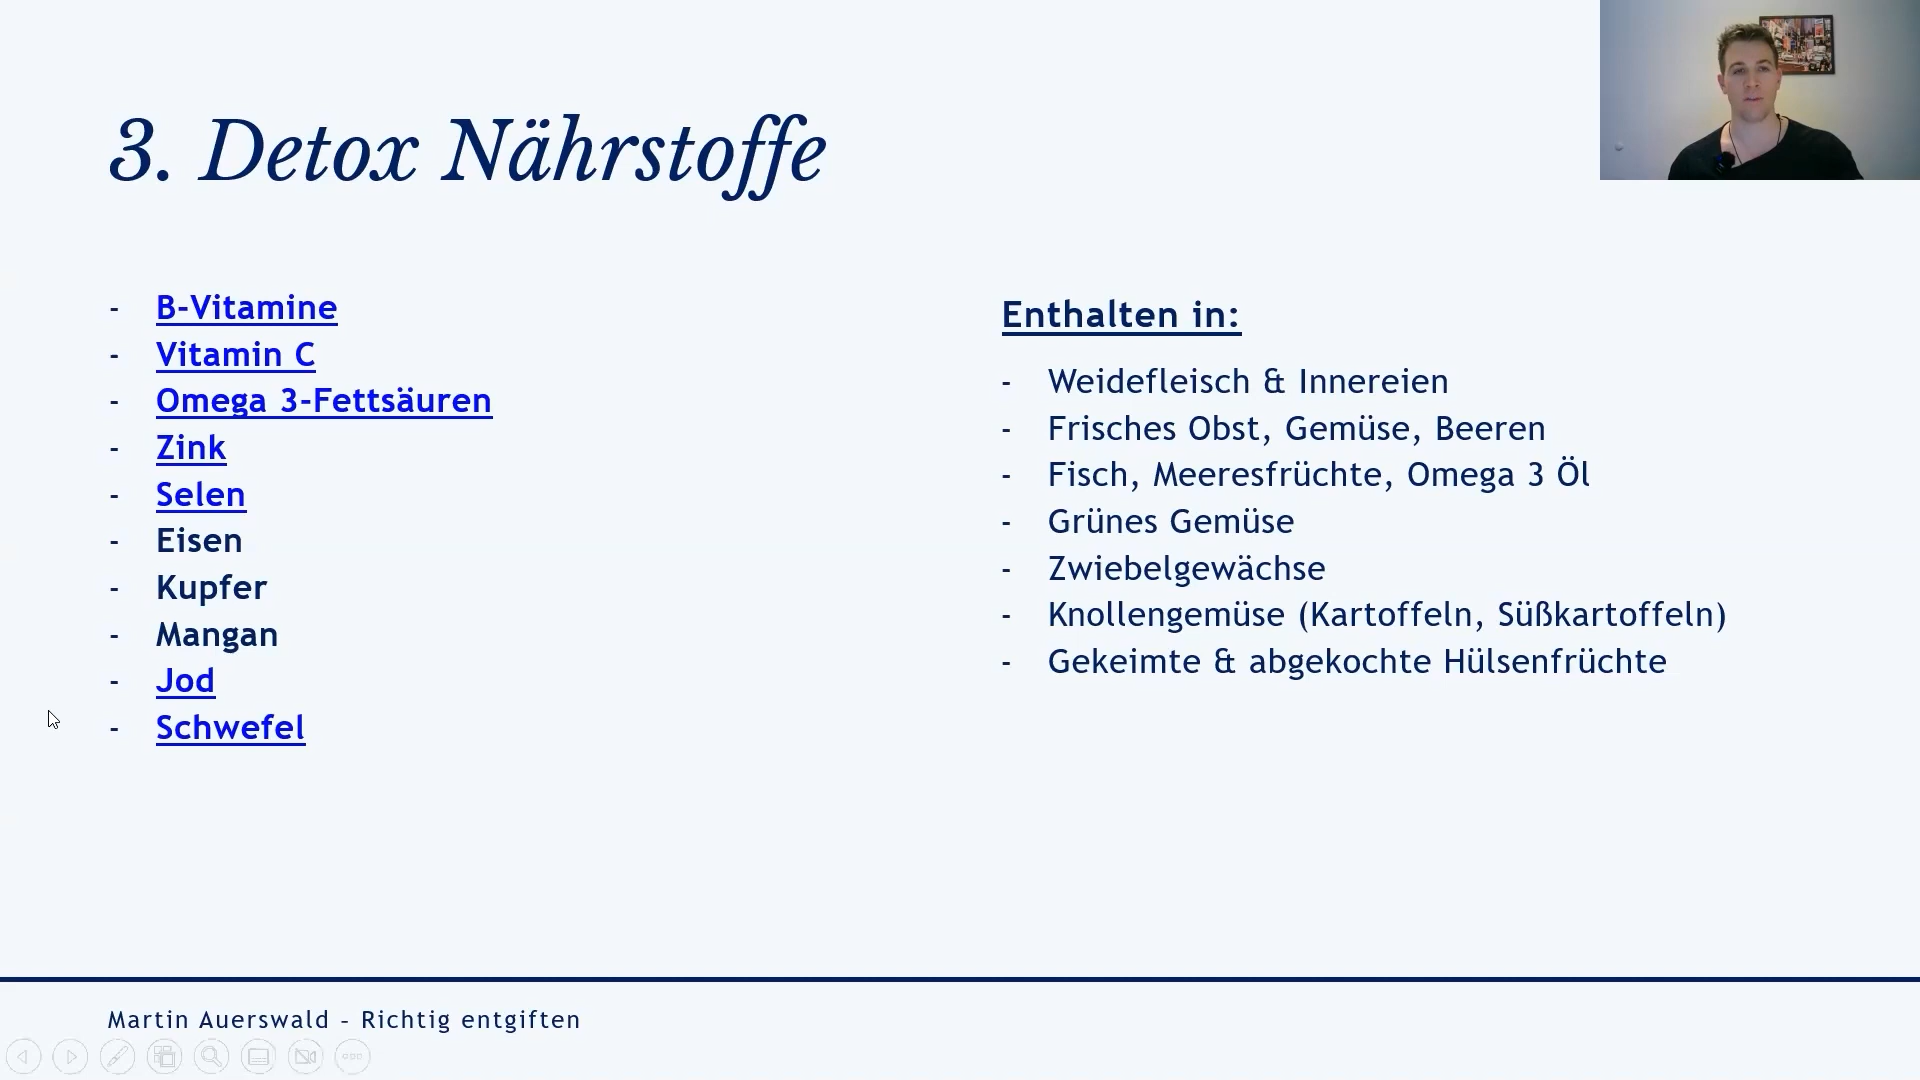 3. Detox Nährstoffe
- B-Vitamine
- Vitamin C
- Omega 3-Fettsäuren
- Zink
- Selen
- Eisen
- Kupfer
- Mangan
- Jod
- Schwefel
Enthalten in:
- Weidefleisch & Innereien
- Frisches Obst, Gemüse, Beeren
- Fisch, Meeresfrüchte, Omega 3 Öl
- Grünes Gemüse
- Zwiebelgewächse
- Knollengemüse (Kartoffeln, Süßkartoffeln)
- Gekeimte & abgekochte Hülsenfrüchte
Martin Auerswald – Richtig entgiften